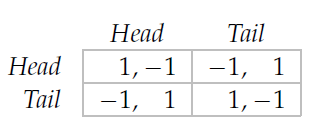 Head Tail
Head 1, −1 −1, 1
Tail −1, 1 1, −1